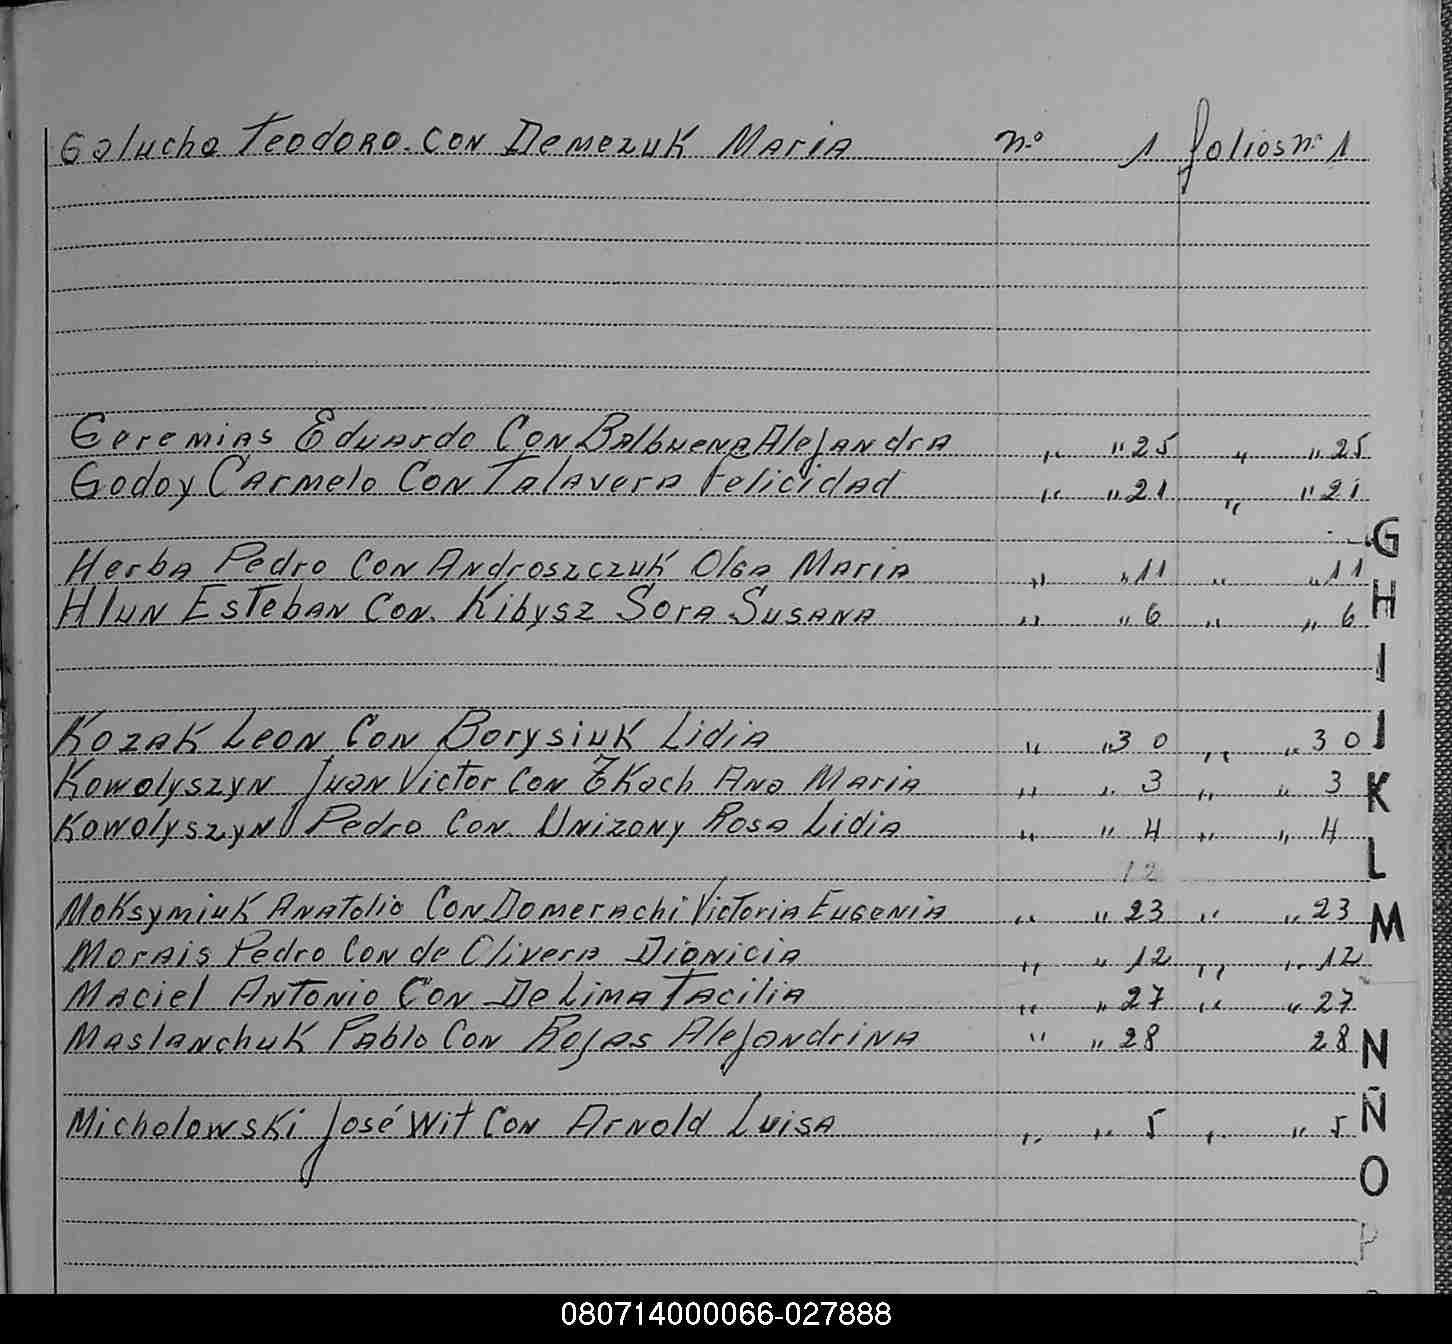 Galucha Teodoro. Con Demezuk Maria n.º 1 folios nº 1
Geremias Eduardo Con Balbuena Alejandra " " 25 " " 25
Godoy Carmelo Con Talavera Felicidad " " 21 " " 21
G
Herba Pedro Con Androszczuk Olga Maria " " 11 " " 11
H
Hlun Esteban Con. Kibysz Sora Susana " " 6 " " 6
I
Kozak Leon Con Borysiuk Lidia " " 30 " " 30
J
Kowalyszyn Juan Victor Con Tkach Ana Maria " " 3 " " 3
K
Kowalyszyn Pedro Con. Unizony Rosa Lidia " " 4 " " 4
12
L
Moksymiuk Anatolio Con Domerachi Victoria Eugenia " " 23 " " 23
M
Morais Pedro Con de Olivera Dionicia " " 12 " " 12
Maciel Antonio Con De Lima Tacilia " " 27 " " 27
Maslanchuk Pablo Con Rojas Alejandrina " " 28 28
N
Ñ
Micholowski José Wit Con Arnold Luisa " " 5 " " 5
O
P
080714000066-027888